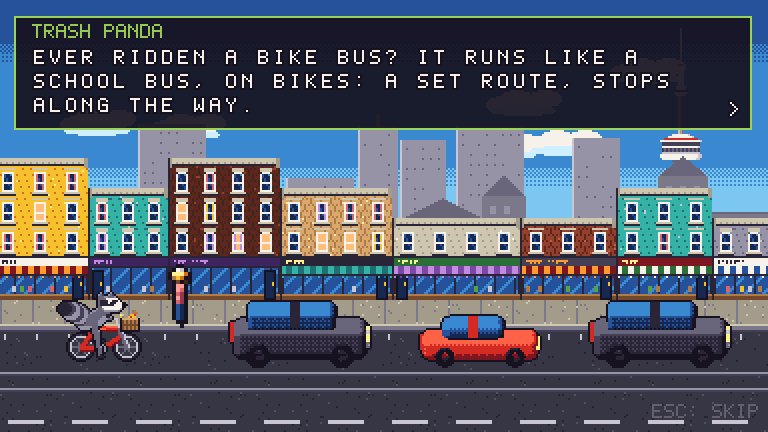 TRASH PANDA
EVER RIDDEN A BIKE BUS? IT RUNS LIKE A
SCHOOL BUS, ON BIKES: A SET ROUTE, STOPS
ALONG THE WAY.
ESC: SKIP